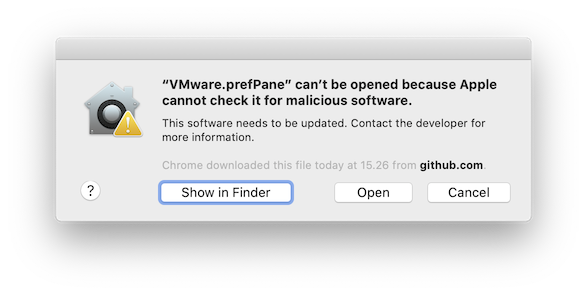 “VMware.prefPane” can’t be opened because Apple
cannot check it for malicious software.
This software needs to be updated. Contact the developer for
more information.
Chrome downloaded this file today at 15.26 from github.com.
? Show in Finder Open Cancel